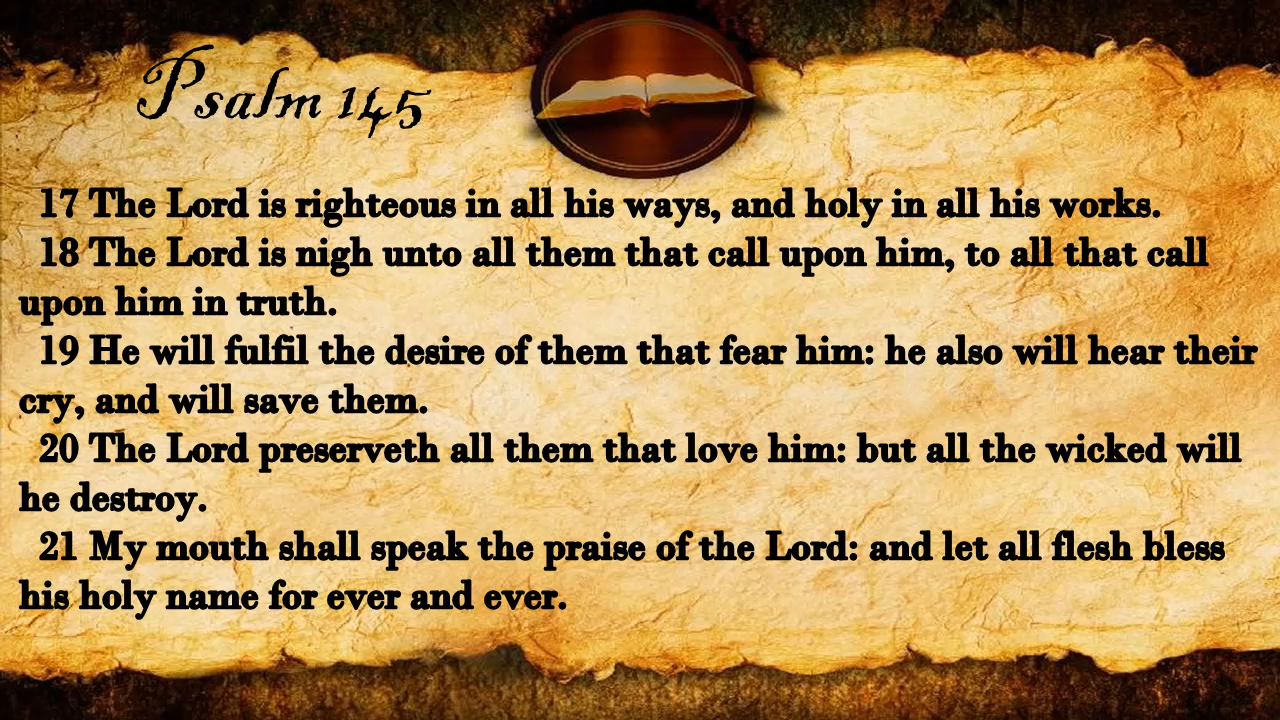 Psalm 145
17 The Lord is righteous in all his ways, and holy in all his works.
18 The Lord is nigh unto all them that call upon him, to all that call
upon him in truth.
19 He will fulfil the desire of them that fear him: he also will hear their
cry, and will save them.
20 The Lord preserveth all them that love him: but all the wicked will
he destroy.
21 My mouth shall speak the praise of the Lord: and let all flesh bless
his holy name for ever and ever.